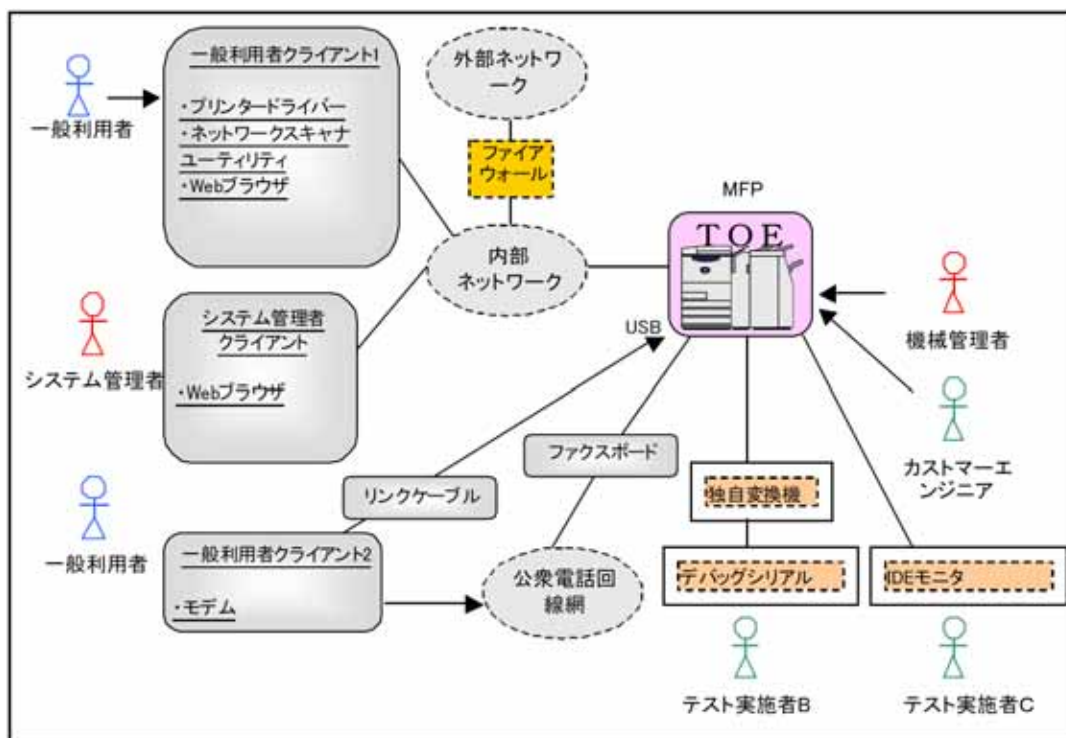 一般利用者
一般利用者クライアント1
・プリンタードライバー
・ネットワークスキャナ
ユーティリティ
・Webブラウザ
外部ネットワ
ーク
ファイア
ウォール
内部
ネットワーク
MFP
TOE
USB
機械管理者
カストマーエ
ンジニア
システム管理者
システム管理者
クライアント
・Webブラウザ
一般利用者
リンクケーブル
ファクスボード
一般利用者クライアント2
・モデム
公衆電話回
線網
独自変換機
デバッグシリアル
IDEモニタ
テスト実施者B
テスト実施者C